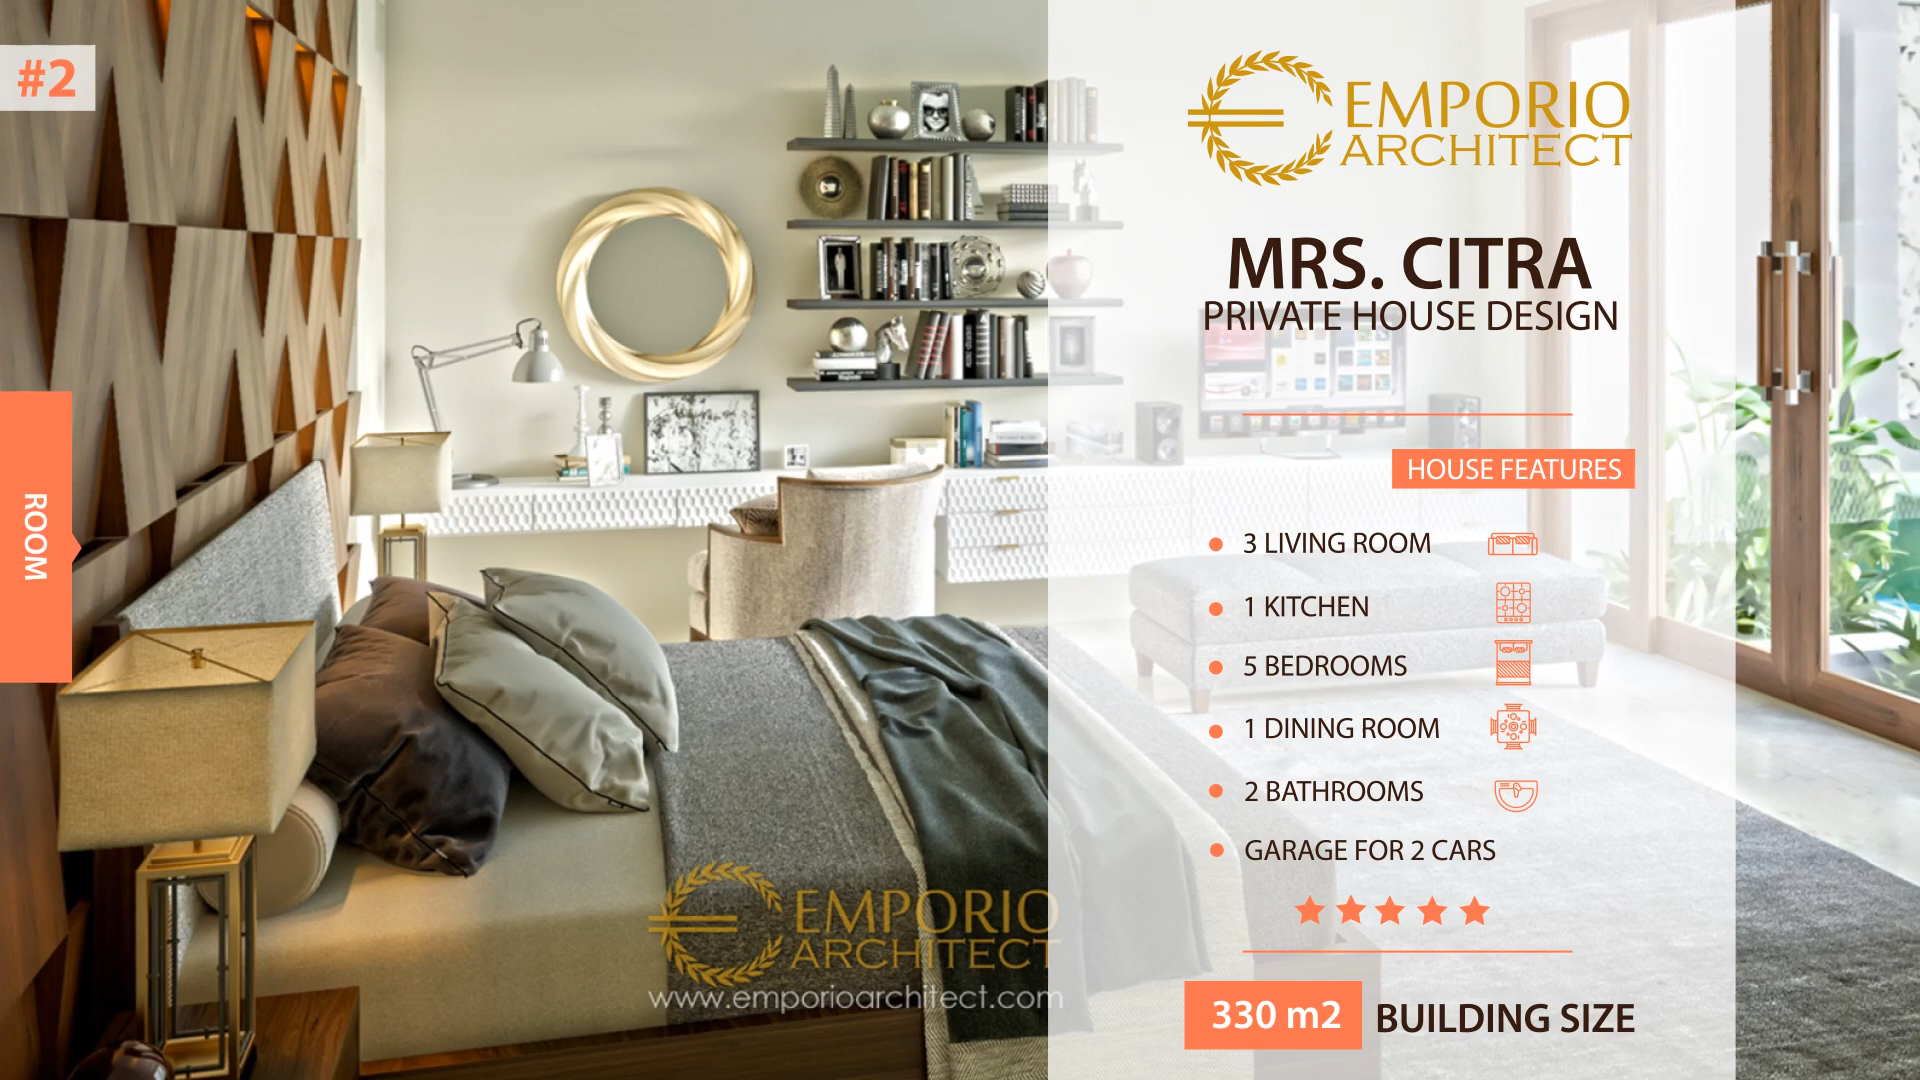 #2
ROOM
EMPORIO
ARCHITECT
MRS. CITRA
PRIVATE HOUSE DESIGN
HOUSE FEATURES
3 LIVING ROOM
1 KITCHEN
5 BEDROOMS
1 DINING ROOM
2 BATHROOMS
GARAGE FOR 2 CARS
330 m2 BUILDING SIZE
EMPORIO
ARCHITECT
www.emporioarchitect.com